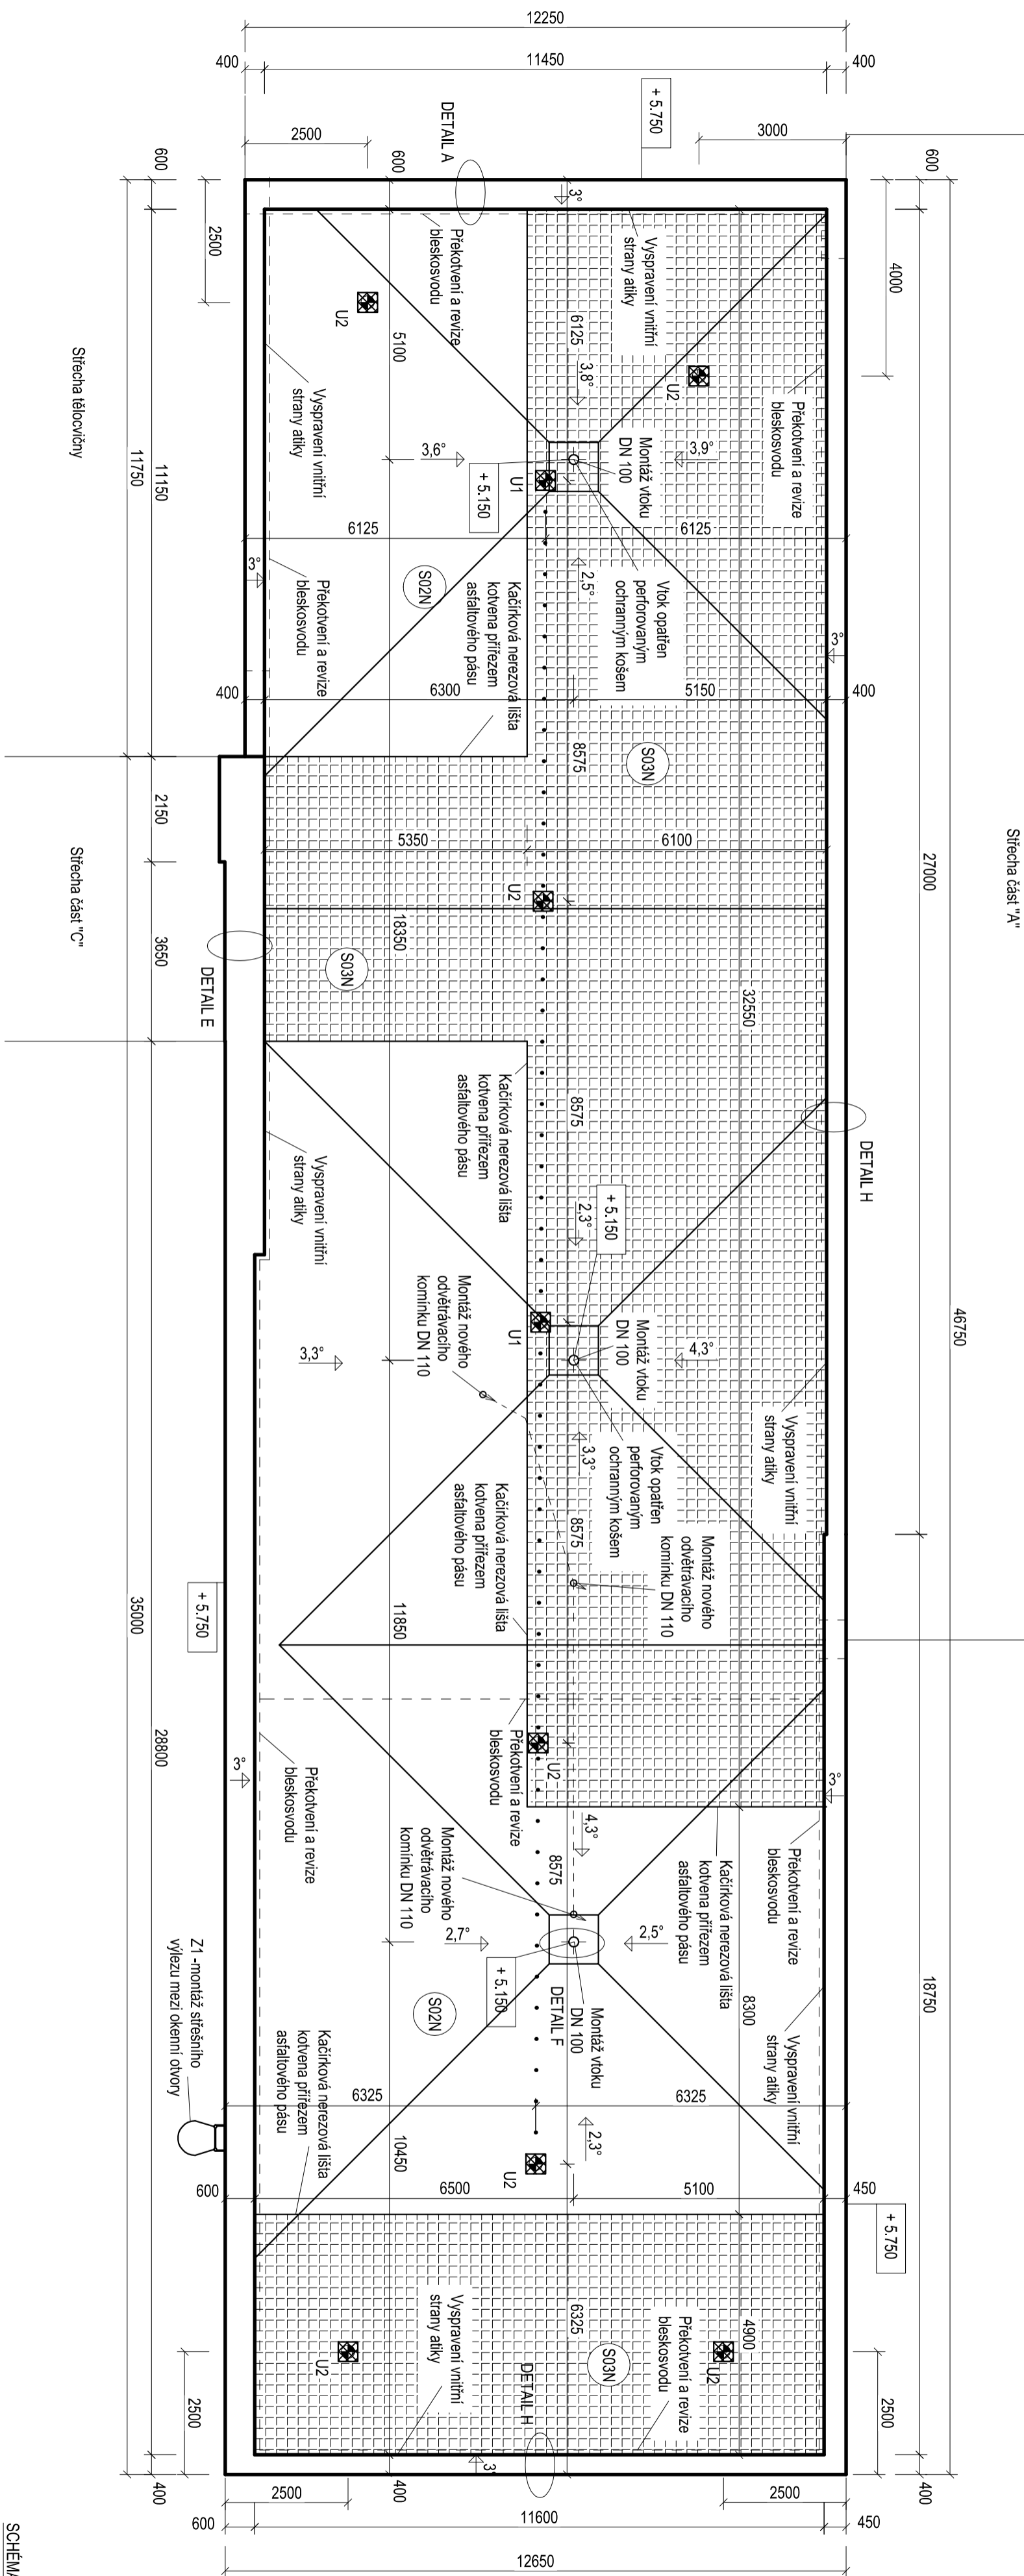 12250
400
11450
400
2500
+ 5.750
3000
DETAIL A
600
600
600
3°
2500
4000
Překotvení a revize
bleskosvodu
Vyspravení vnitřní
strany atiky
6125
U2
5100
3,8°
U2
Překotvení a revize
bleskosvodu
Střecha tělocvičny
Vyspravení vnitřní
strany atiky
3,6°
+ 5.150
U1
Montáž vtoku
DN 100
3,9°
11750
11150
6125
6125
3°
Překotvení a revize
bleskosvodu
S02N
Kačírková nerezová lišta
kotvena přířezem
asfaltového pásu
2,5°
Vtok opatřen
perforovaným
ochranným košem
3°
400
6300
5150
400
8575
S03N
2150
Střecha část "C"
5350
6100
27000
Střecha část "A"
U2
3650
DETAIL E
S03N
18350
32550
Kačírková nerezová lišta
kotvena přířezem
asfaltového pásu
8575
DETAIL H
Vyspravení vnitřní
strany atiky
+ 5.150
2,3°
46750
Montáž nového
odvětrávacího
komínku DN 110
3,3°
U1
Montáž vtoku
DN 100
4,3°
Vyspravení vnitřní
strany atiky
3,3°
Vtok opatřen
perforovaným
ochranným košem
Kačírková nerezová lišta
kotvena přířezem
asfaltového pásu
8575
Montáž nového
odvětrávacího
komínku DN 110
+ 5.750
35000
11850
28800
Překotvení a revize
bleskosvodu
U2
3°
Překotvení a revize
bleskosvodu
4,3°
3°
Překotvení a revize
bleskosvodu
Montáž nového
odvětrávacího
komínku DN 110
8575
Kačírková nerezová lišta
kotvena přířezem
asfaltového pásu
Z1 -montáž střešního
výlezu mezi okenní otvory
2,7°
+ 5.150
2,5°
S02N
DETAIL F
Montáž vtoku
DN 100
8300
18750
Vyspravení vnitřní
strany atiky
Kačírková nerezová lišta
kotvena přířezem
asfaltového pásu
6325
6325
10450
2,3°
U2
600
6500
5100
450
+ 5.750
Vyspravení vnitřní
strany atiky
6325
S03N
Překotvení a revize
bleskosvodu
4900
U2
U2
DETAIL H
2500
2500
3°
400
400
400
2500
2500
600
11600
450
12650
SCHÉMA